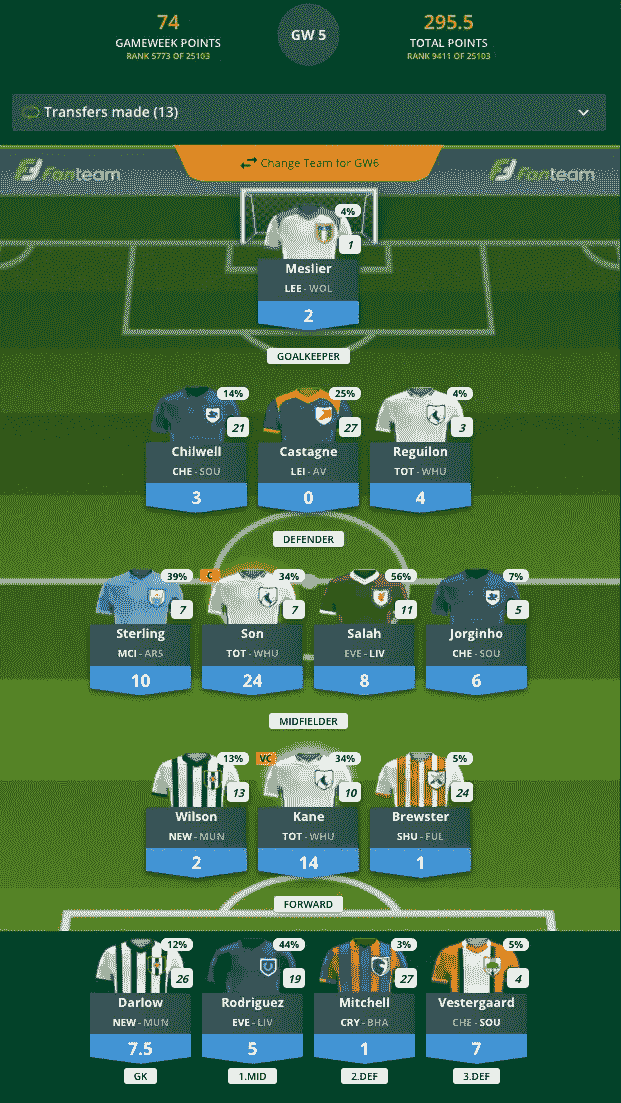 74
GAMEWEEK POINTS
RANK 5773 OF 25103
GW 5
295.5
TOTAL POINTS
RANK 9411 OF 25103
Transfers made (13)
Fanteam
Change Team for GW6
Fanteam
4%
1
Meslier
LEE - WOL
2
GOALKEEPER
14% 25% 4%
21 27 3
Chilwell Castagne Reguilon
CHE - SOU LEI - AV TOT - WHU
3 0 4
DEFENDER
39% C 34% 56% 7%
7 7 11 5
Sterling Son Salah Jorginho
MCI - ARS TOT - WHU EVE - LIV CHE - SOU
10 24 8 6
MIDFIELDER
13% VC 34% 5%
13 10 24
Wilson Kane Brewster
NEW - MUN TOT - WHU SHU - FUL
2 14 1
FORWARD
12% 44% 3% 5%
26 19 27 4
Darlow Rodriguez Mitchell Vestergaard
NEW - MUN EVE - LIV CRY - BHA CHE - SOU
7.5 5 1 7
GK 1.MID 2.DEF 3.DEF